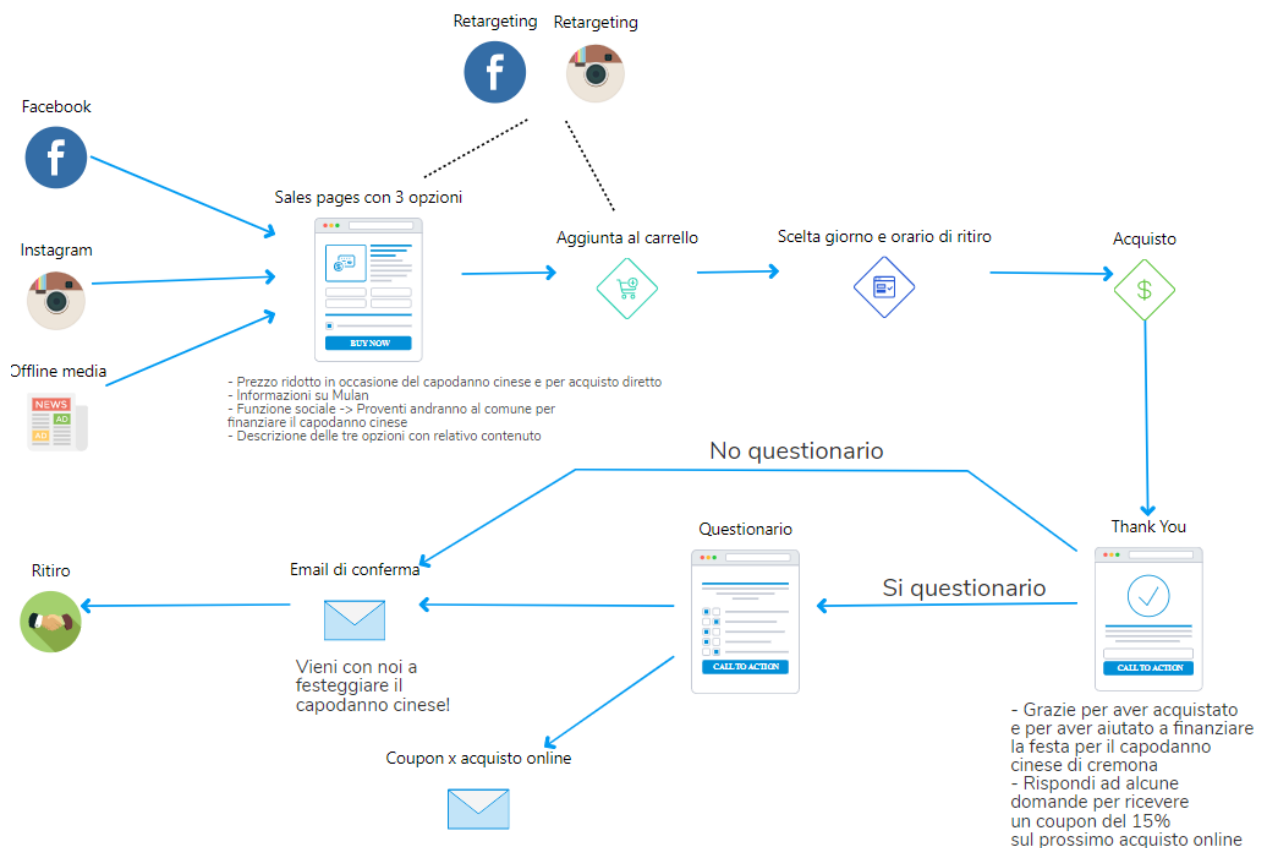 Retargeting
Retargeting
Facebook
Sales pages con 3 opzioni
BUY NOW
Instagram
Offline media
NEWS
AD
AD
Aggiunta al carrello
Scelta giorno e orario di ritiro
Acquisto
$
- Prezzo ridotto in occasione del capodanno cinese e per acquisto diretto
- Informazioni su Mulan
- Funzione sociale -> Proventi andranno al comune per
finanziare il capodanno cinese
- Descrizione delle tre opzioni con relativo contenuto
No questionario
Thank You
CALL TO ACTION
- Grazie per aver acquistato
e per aver aiutato a finanziare
la festa per il capodanno
cinese di cremona
- Rispondi ad alcune
domande per ricevere
un coupon del 15%
sul prossimo acquisto online
Si questionario
Questionario
CALL TO ACTION
Email di conferma
Vieni con noi a
festeggiare il
capodanno cinese!
Ritiro
Coupon x acquisto online